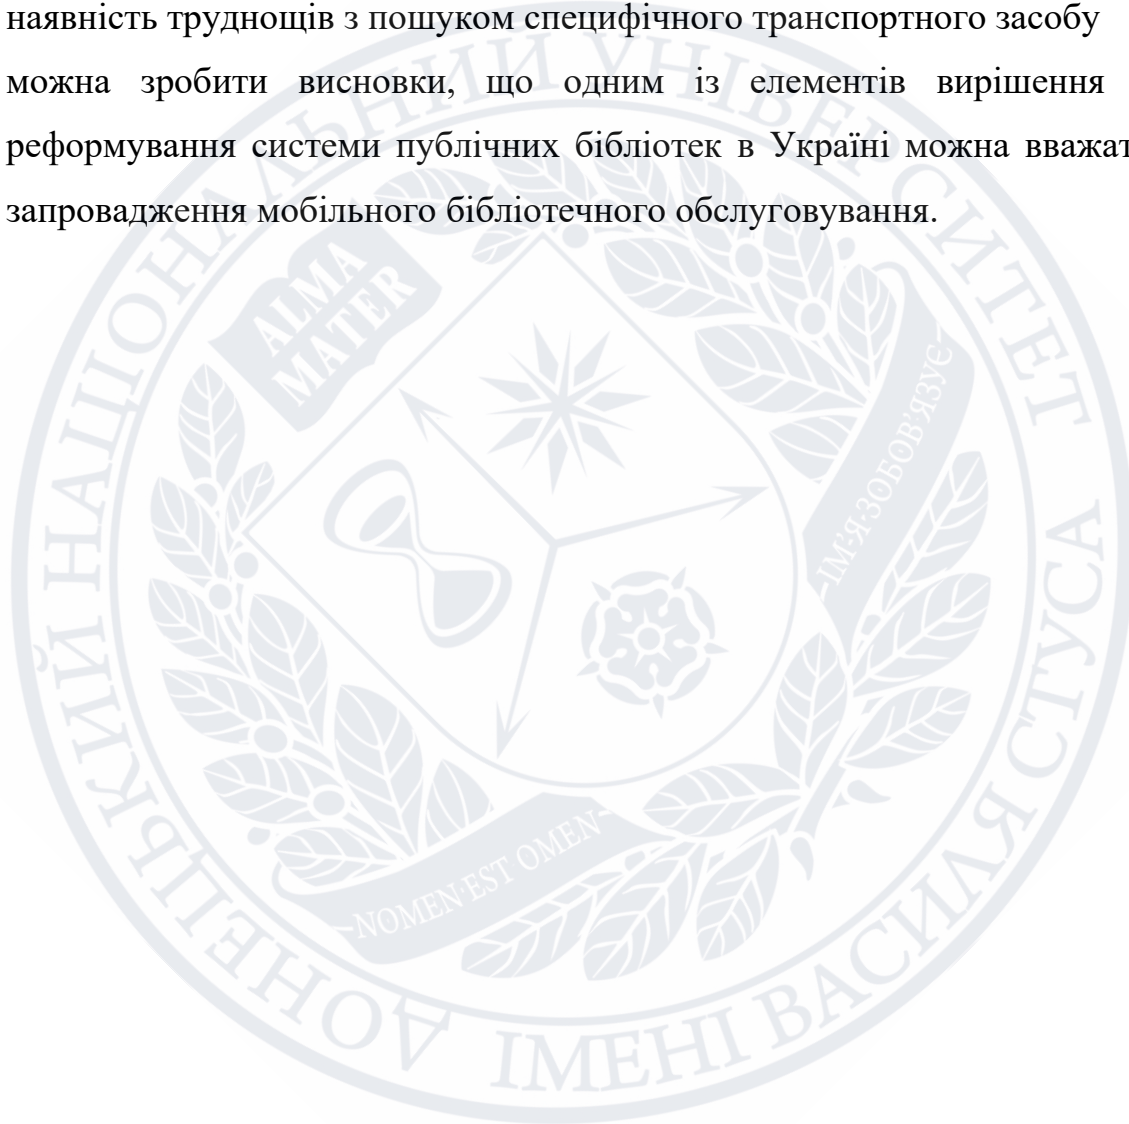 наявність труднощів з пошуком специфічного транспортного засобу
можна зробити висновки, що одним із елементів вирішення
реформування системи публічних бібліотек в Україні можна вважат
запровадження мобільного бібліотечного обслуговування.
ДОНЕЦЬКИЙ НАЦІОНАЛЬНИЙ УНІВЕРСИТЕТ ІМЕНІ ВАСИЛЯ СТУСА
ALMA
MATER
ІМ'Я ЗОБОВ'ЯЗУЄ
NOMEN·EST OMEN